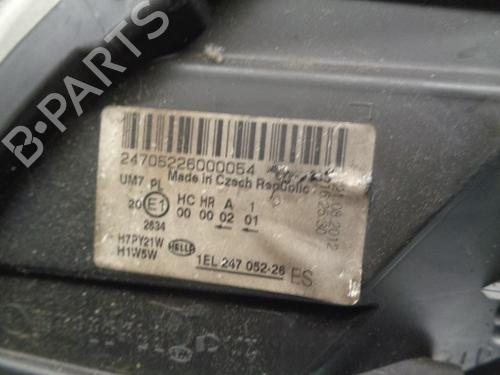 B-PARTS
24705226000054
Made in Czech Republic
UM7 PL
20 E1 HC HR A 1
00 00 02 01
2634
H7PY21W
H1W5W
HELLA
1EL 247 052-26
ES